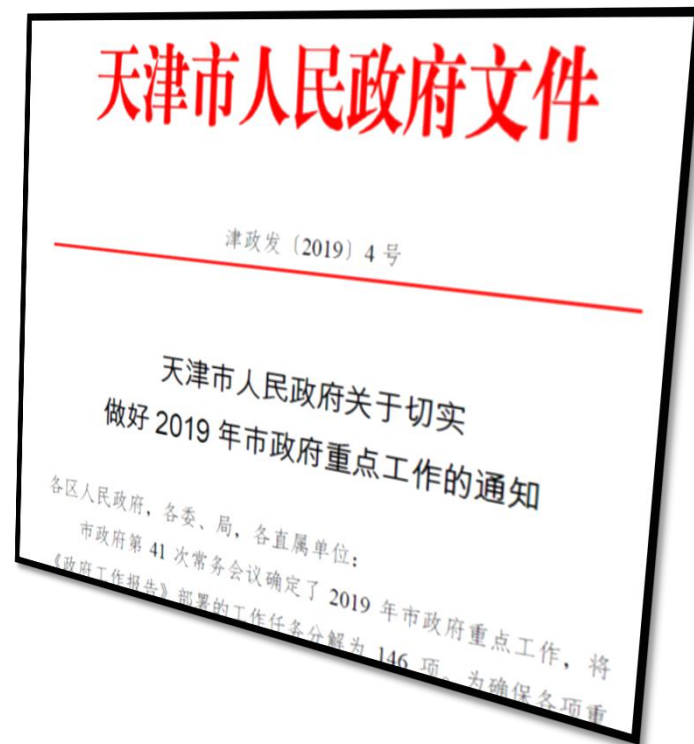 天津市人民政府文件
津政发〔2019〕4号
天津市人民政府关于切实
做好2019年市政府重点工作的通知
各区人民政府，各委、局，各直属单位：
市政府第41次常务会议确定了2019年市政府重点工作，将
《政府工作报告》部署的工作任务分解为146项。为确保各项重